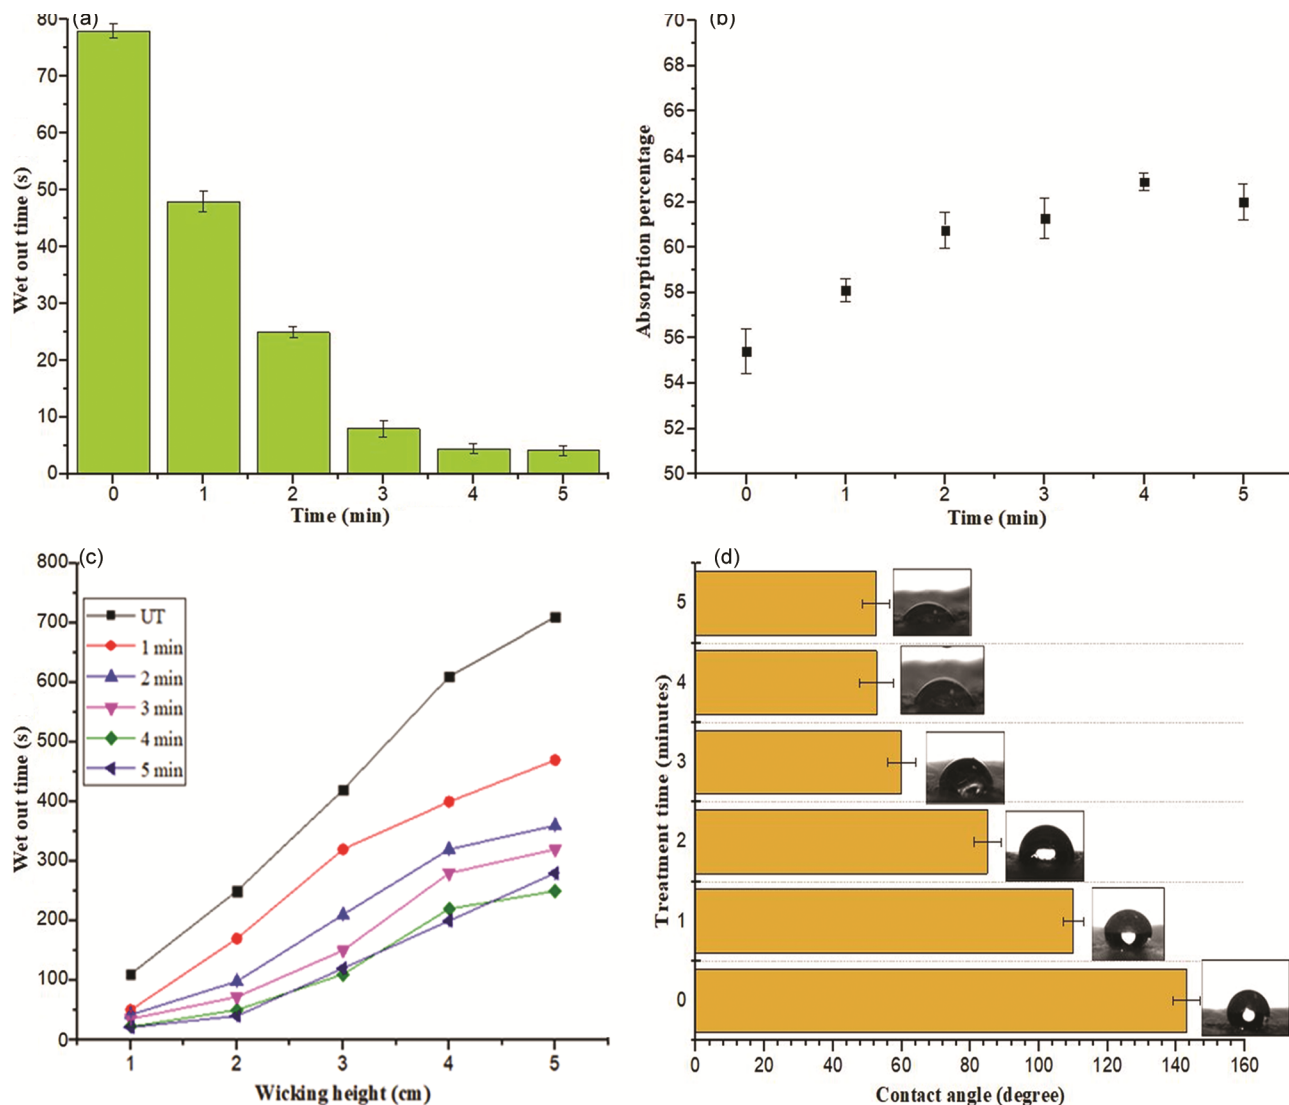 (a)
80
70
60
50
40
30
20
10
0
Wet out time (s)
0 1 2 3 4 5
Time (min)
(b)
70
68
66
64
62
60
58
56
54
52
50
Absorption percentage
0 1 2 3 4 5
Time (min)
(c)
800
700
600
500
400
300
200
100
0
Wet out time (s)
UT
1 min
2 min
3 min
4 min
5 min
1 2 3 4 5
Wicking height (cm)
(d)
5
4
3
2
1
0
Treatment time (minutes)
0 20 40 60 80 100 120 140 160
Contact angle (degree)